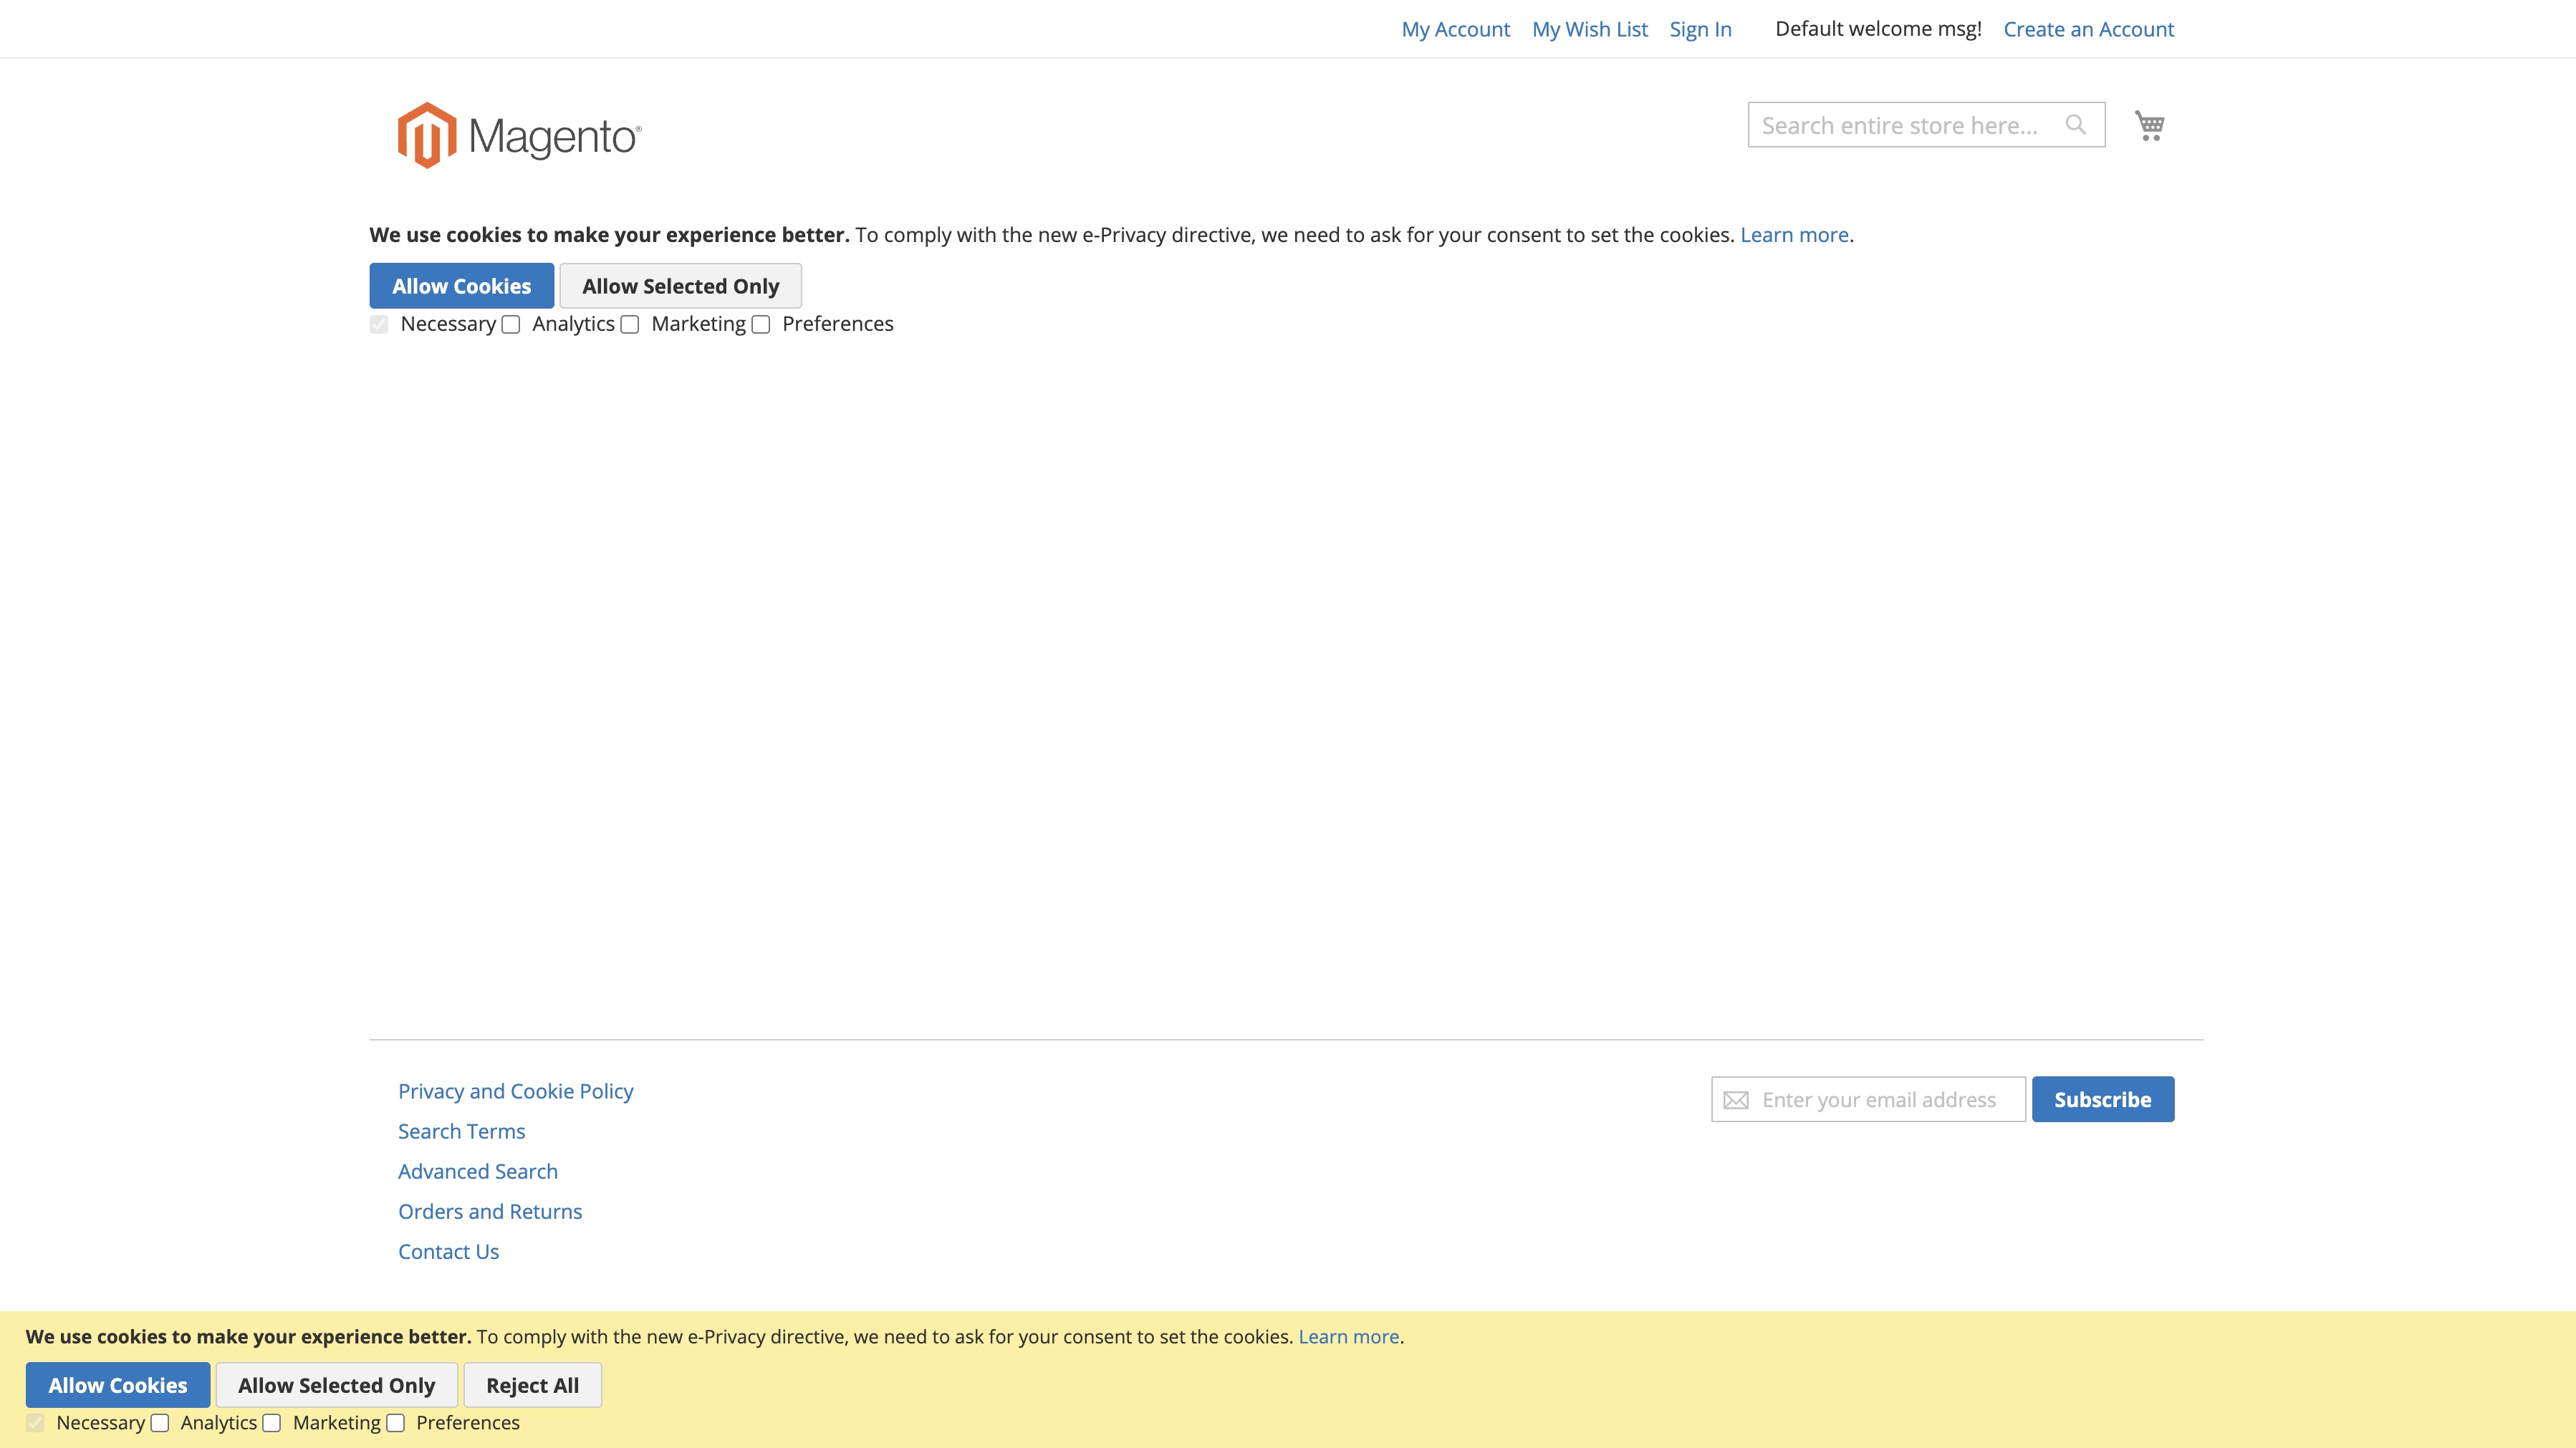 My Account My Wish List Sign In Default welcome msg! Create an Account
Magento®
Search entire store here...
We use cookies to make your experience better. To comply with the new e-Privacy directive, we need to ask for your consent to set the cookies. Learn more.
Allow Cookies Allow Selected Only
Necessary Analytics Marketing Preferences
Privacy and Cookie Policy
Search Terms
Advanced Search
Orders and Returns
Contact Us
Enter your email address Subscribe
We use cookies to make your experience better. To comply with the new e-Privacy directive, we need to ask for your consent to set the cookies. Learn more.
Allow Cookies Allow Selected Only Reject All
Necessary Analytics Marketing Preferences